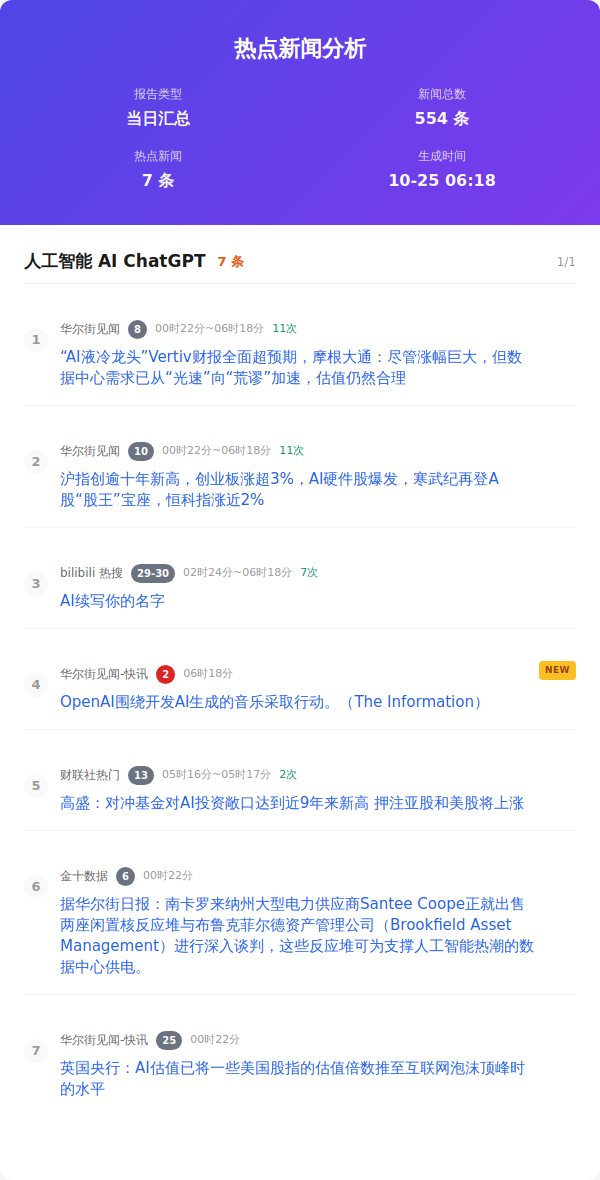 热点新闻分析
报告类型
新闻总数
当日汇总
554 条
热点新闻
生成时间
7 条
10-25 06:18
人工智能 AI ChatGPT 7 条 1/1
1 华尔街见闻 8 00时22分~06时18分 11次
“AI液冷龙头”Vertiv财报全面超预期，摩根大通：尽管涨幅巨大，但数
据中心需求已从“光速”向“荒谬”加速，估值仍然合理
2 华尔街见闻 10 00时22分~06时18分 11次
沪指创逾十年新高，创业板涨超3%，AI硬件股爆发，寒武纪再登A
股“股王”宝座，恒科指涨近2%
3 bilibili 热搜 29-30 02时24分~06时18分 7次
AI续写你的名字
4 华尔街见闻-快讯 2 06时18分 NEW
OpenAI围绕开发AI生成的音乐采取行动。（The Information）
5 财联社热门 13 05时16分~05时17分 2次
高盛：对冲基金对AI投资敞口达到近9年来新高 押注亚股和美股将上涨
6 金十数据 6 00时22分
据华尔街日报：南卡罗来纳州大型电力供应商Santee Coope正就出售
两座闲置核反应堆与布鲁克菲尔德资产管理公司（Brookfield Asset
Management）进行深入谈判，这些反应堆可为支撑人工智能热潮的数
据中心供电。
7 华尔街见闻-快讯 25 00时22分
英国央行：AI估值已将一些美国股指的估值倍数推至互联网泡沫顶峰时
的水平